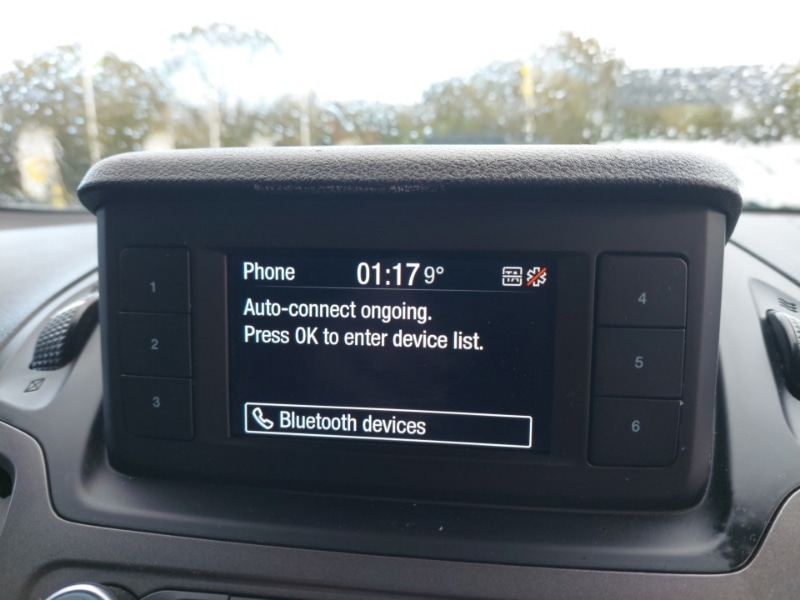 Phone 01:17 9° TA
Auto-connect ongoing.
Press OK to enter device list.
Bluetooth devices
1
2
3
4
5
6